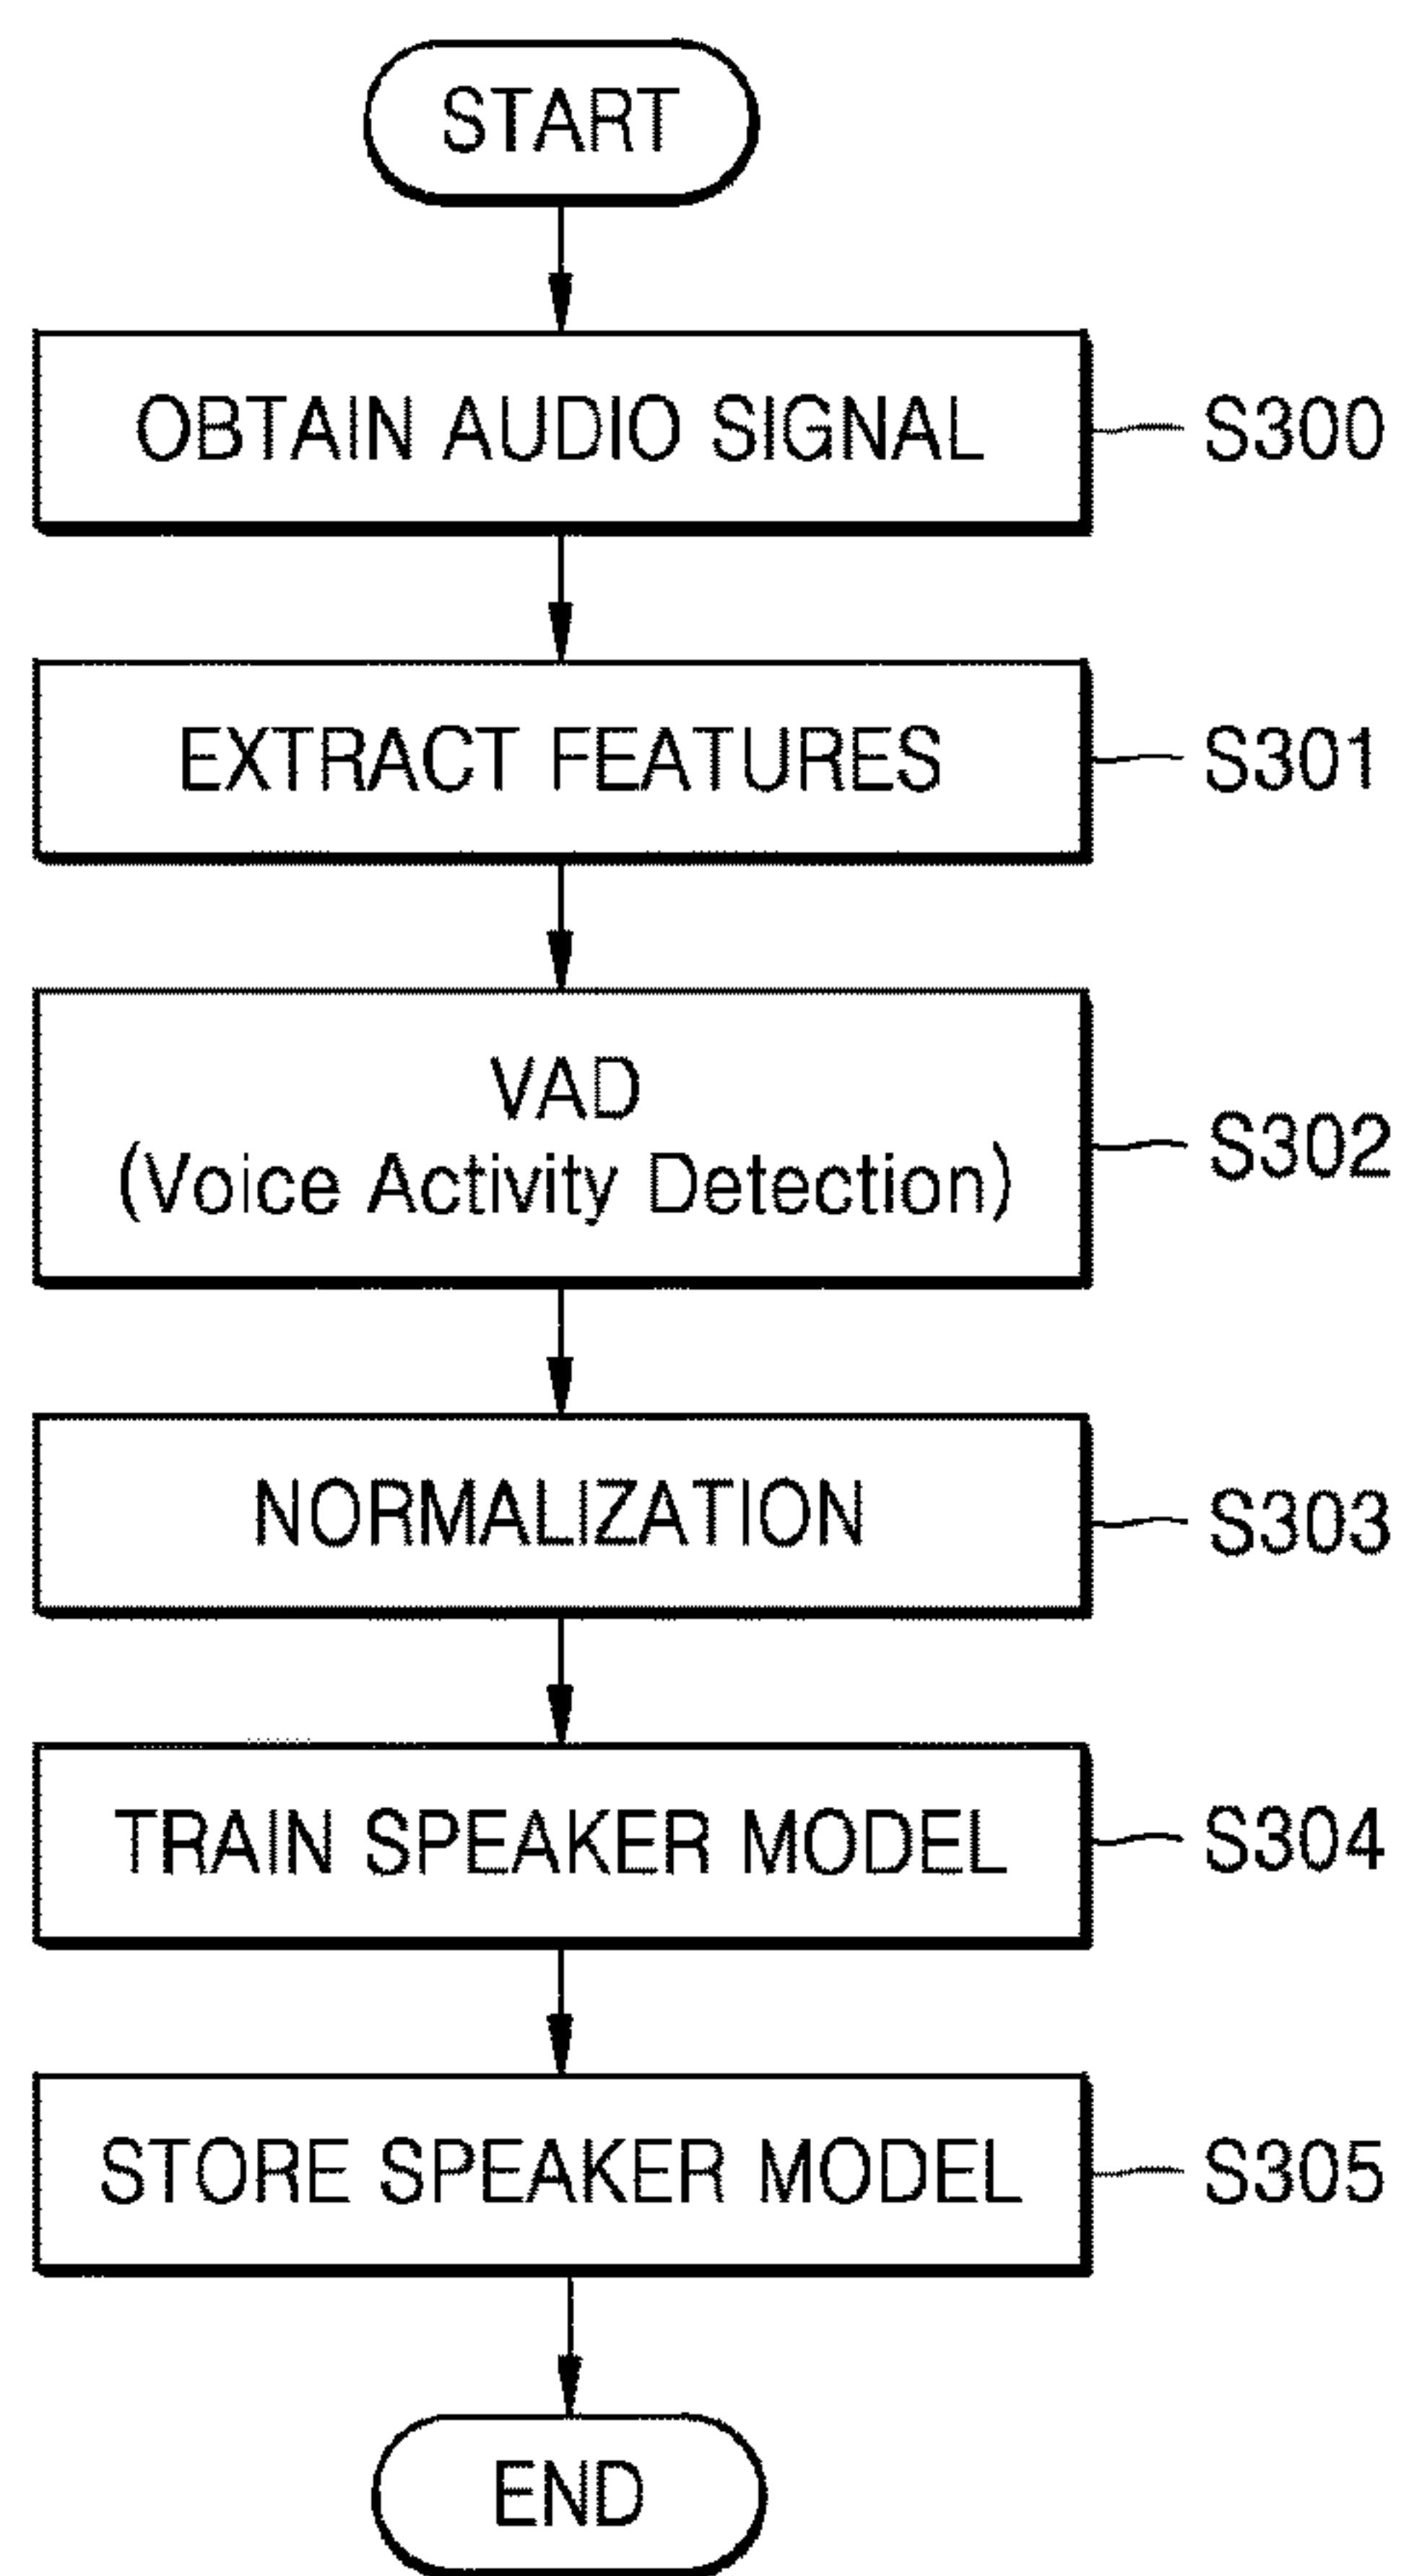 START
OBTAIN AUDIO SIGNAL
S300
EXTRACT FEATURES
S301
VAD
(Voice Activity Detection)
S302
NORMALIZATION
S303
TRAIN SPEAKER MODEL
S304
STORE SPEAKER MODEL
S305
END